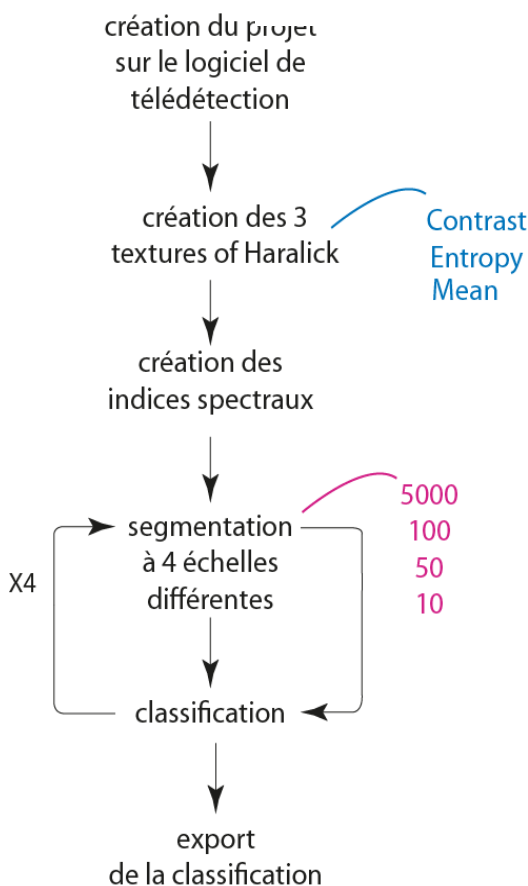 création du projet
sur le logiciel de
télédétection
création des 3
textures of Haralick
Contrast
Entropy
Mean
création des
indices spectraux
segmentation
à 4 échelles
différentes
5000
100
50
10
X4
classification
export
de la classification